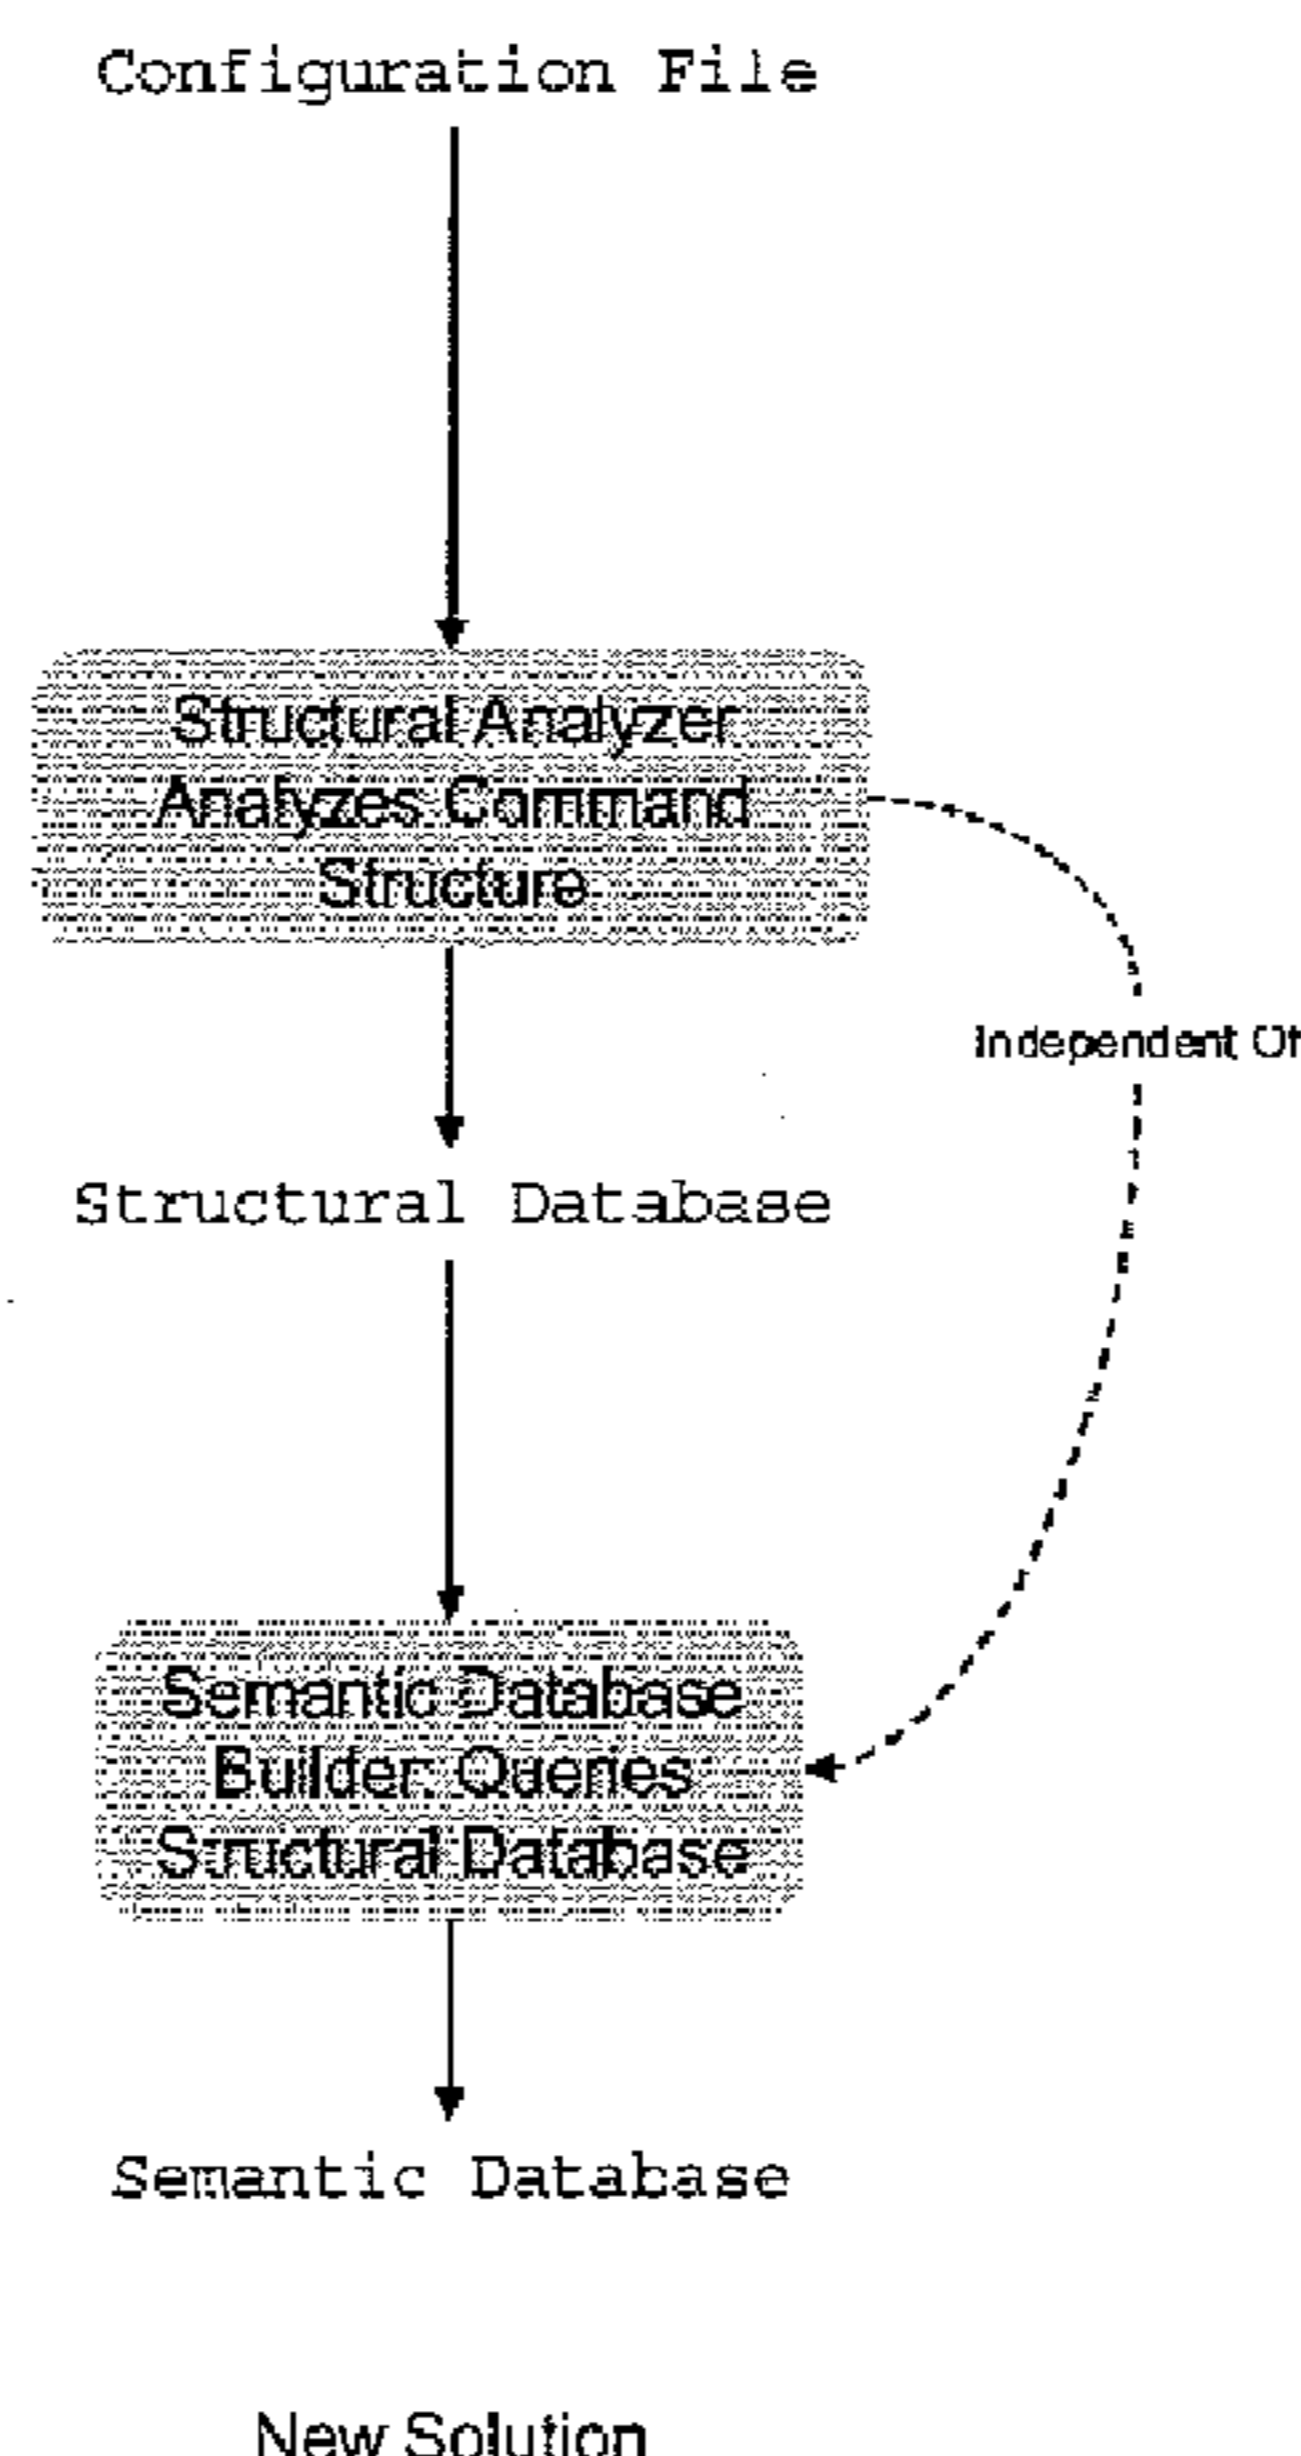 Configuration File
Structural Analyzer
Analyzes Command
Structure
Independent Of
Structural Database
Semantic Database
Builder: Queries
Structural Database
Semantic Database
New Solution